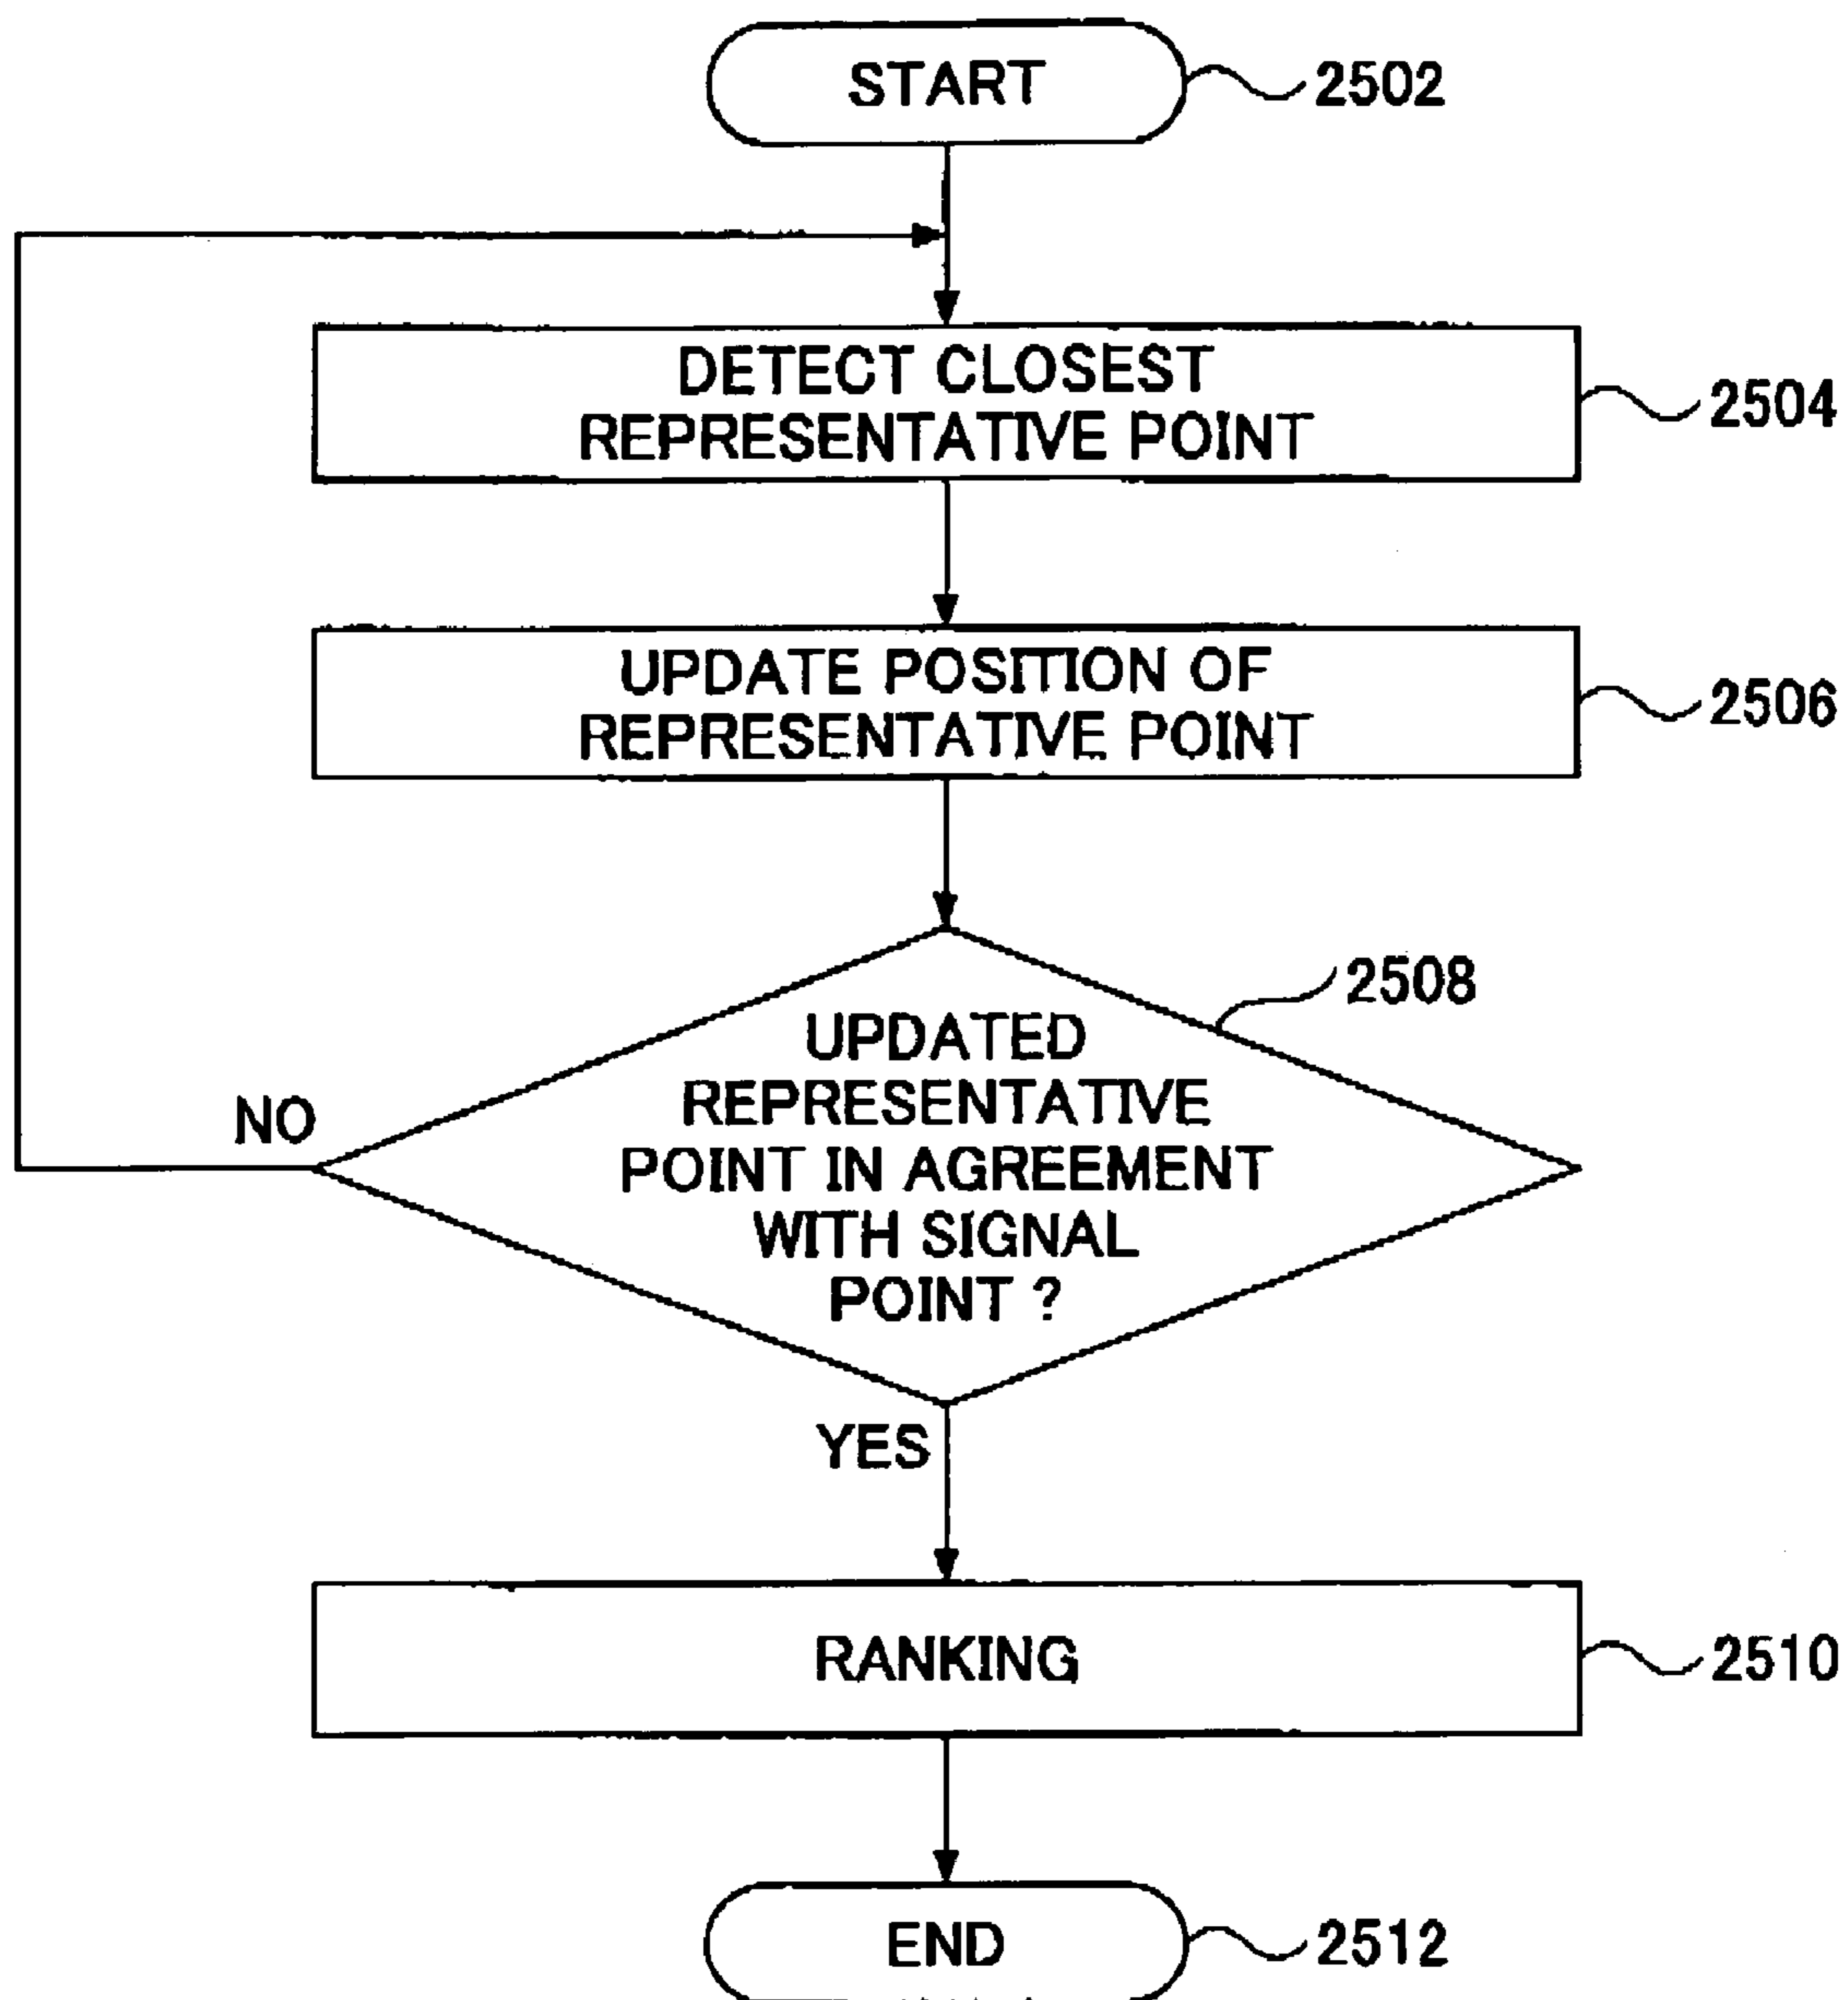 START
2502
DETECT CLOSEST
REPRESENTATIVE POINT
2504
UPDATE POSITION OF
REPRESENTATIVE POINT
2506
2508
UPDATED
REPRESENTATIVE
POINT IN AGREEMENT
WITH SIGNAL
POINT ?
NO
YES
RANKING
2510
END
2512